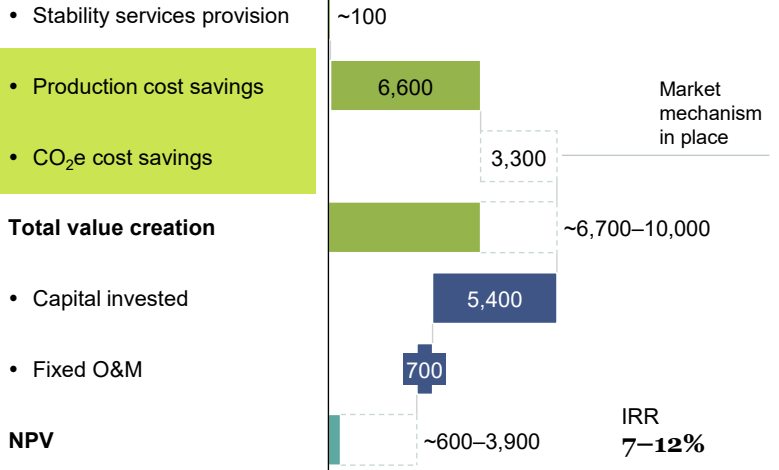 • Stability services provision
~100
• Production cost savings
6,600
Market
mechanism
in place
• CO₂e cost savings
3,300
Total value creation
~6,700–10,000
• Capital invested
5,400
• Fixed O&M
700
NPV
~600–3,900
IRR
7–12%